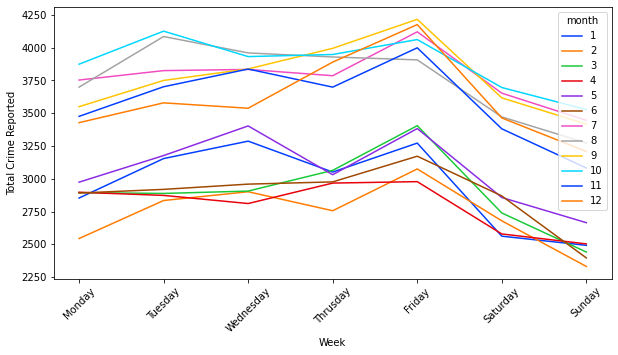 4250
4000
3750
3500
3250
3000
2750
2500
2250
Total Crime Reported
month
1
2
3
4
5
6
7
8
9
10
11
12
Monday
Tuesday
Wednesday
Thrusday
Friday
Saturday
Sunday
Week